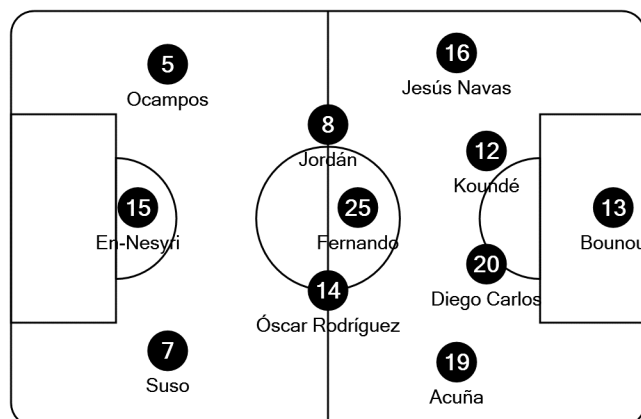 5
Ocampos
16
Jesús Navas
8
Jordán
12
Koundé
15
En-Nesyri
25
Fernando
13
Bounou
20
Diego Carlos
14
Óscar Rodríguez
7
Suso
19
Acuña